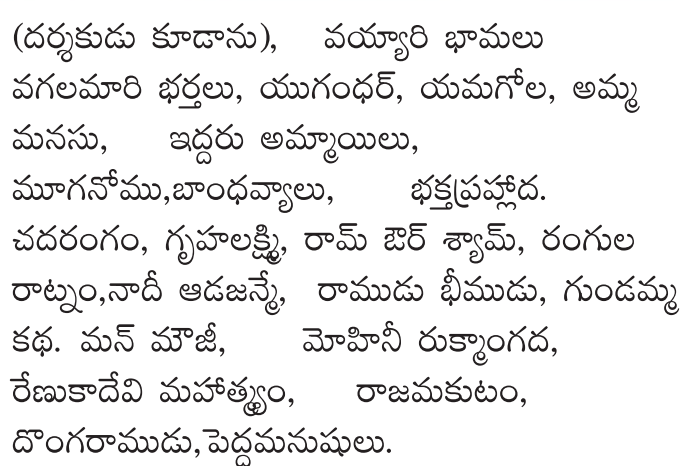 (దర్శకుడు కూడాను), వయ్యారి భామలు
వగలమారి భర్తలు, యుగంధర్, యమగోల, అమ్మ
మనసు, ఇద్దరు అమ్మాయిలు,
మూగనోము,బాంధవ్యాలు, భక్తప్రహ్లాద.
చదరంగం, గృహలక్ష్మి, రామ్ ఔర్ శ్యామ్, రంగుల
రాట్నం,నాదీ ఆడజన్మే, రాముడు భీముడు, గుండమ్మ
కథ. మన్ మౌజీ, మోహినీ రుక్మాంగద,
రేణుకాదేవి మహాత్మ్యం, రాజమకుటం,
దొంగరాముడు,పెద్దమనుషులు.